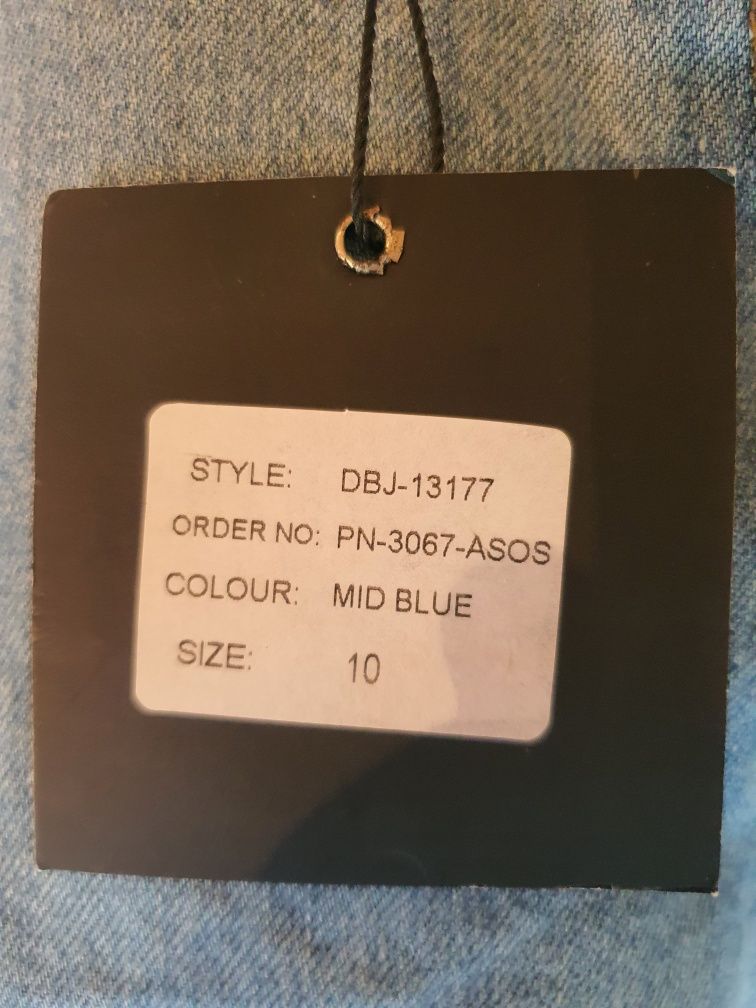 STYLE: DBJ-13177
ORDER NO: PN-3067-ASOS
COLOUR: MID BLUE
SIZE: 10